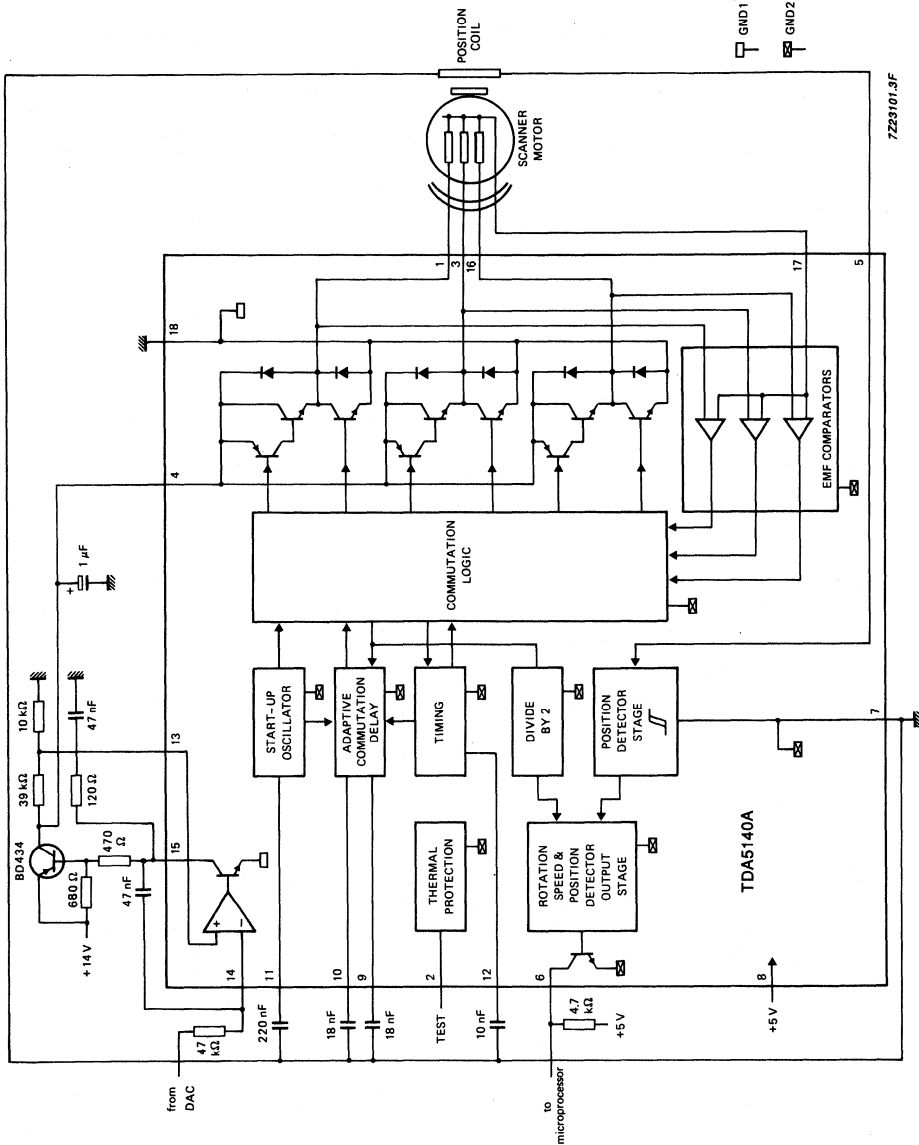 from
DAC
47
kΩ
+14 V
680 Ω
BD434
470
Ω
47 nF
39 kΩ
10 kΩ
120 Ω
47 nF
+
1 µF
14
15
13
4
18
+
−
11
220 nF
10
18 nF
9
18 nF
2
TEST
12
10 nF
6
4.7
kΩ
+5V
to
microprocessor
8
+5V
7
START-UP
OSCILLATOR
ADAPTIVE
COMMUTATION
DELAY
TIMING
THERMAL
PROTECTION
DIVIDE
BY 2
POSITION
DETECTOR
STAGE
ROTATION
SPEED &
POSITION
DETECTOR
OUTPUT
STAGE
TDA5140A
COMMUTATION
LOGIC
EMF COMPARATORS
1
3
16
17
5
SCANNER
MOTOR
POSITION
COIL
GND1
GND2
7Z23101.3F